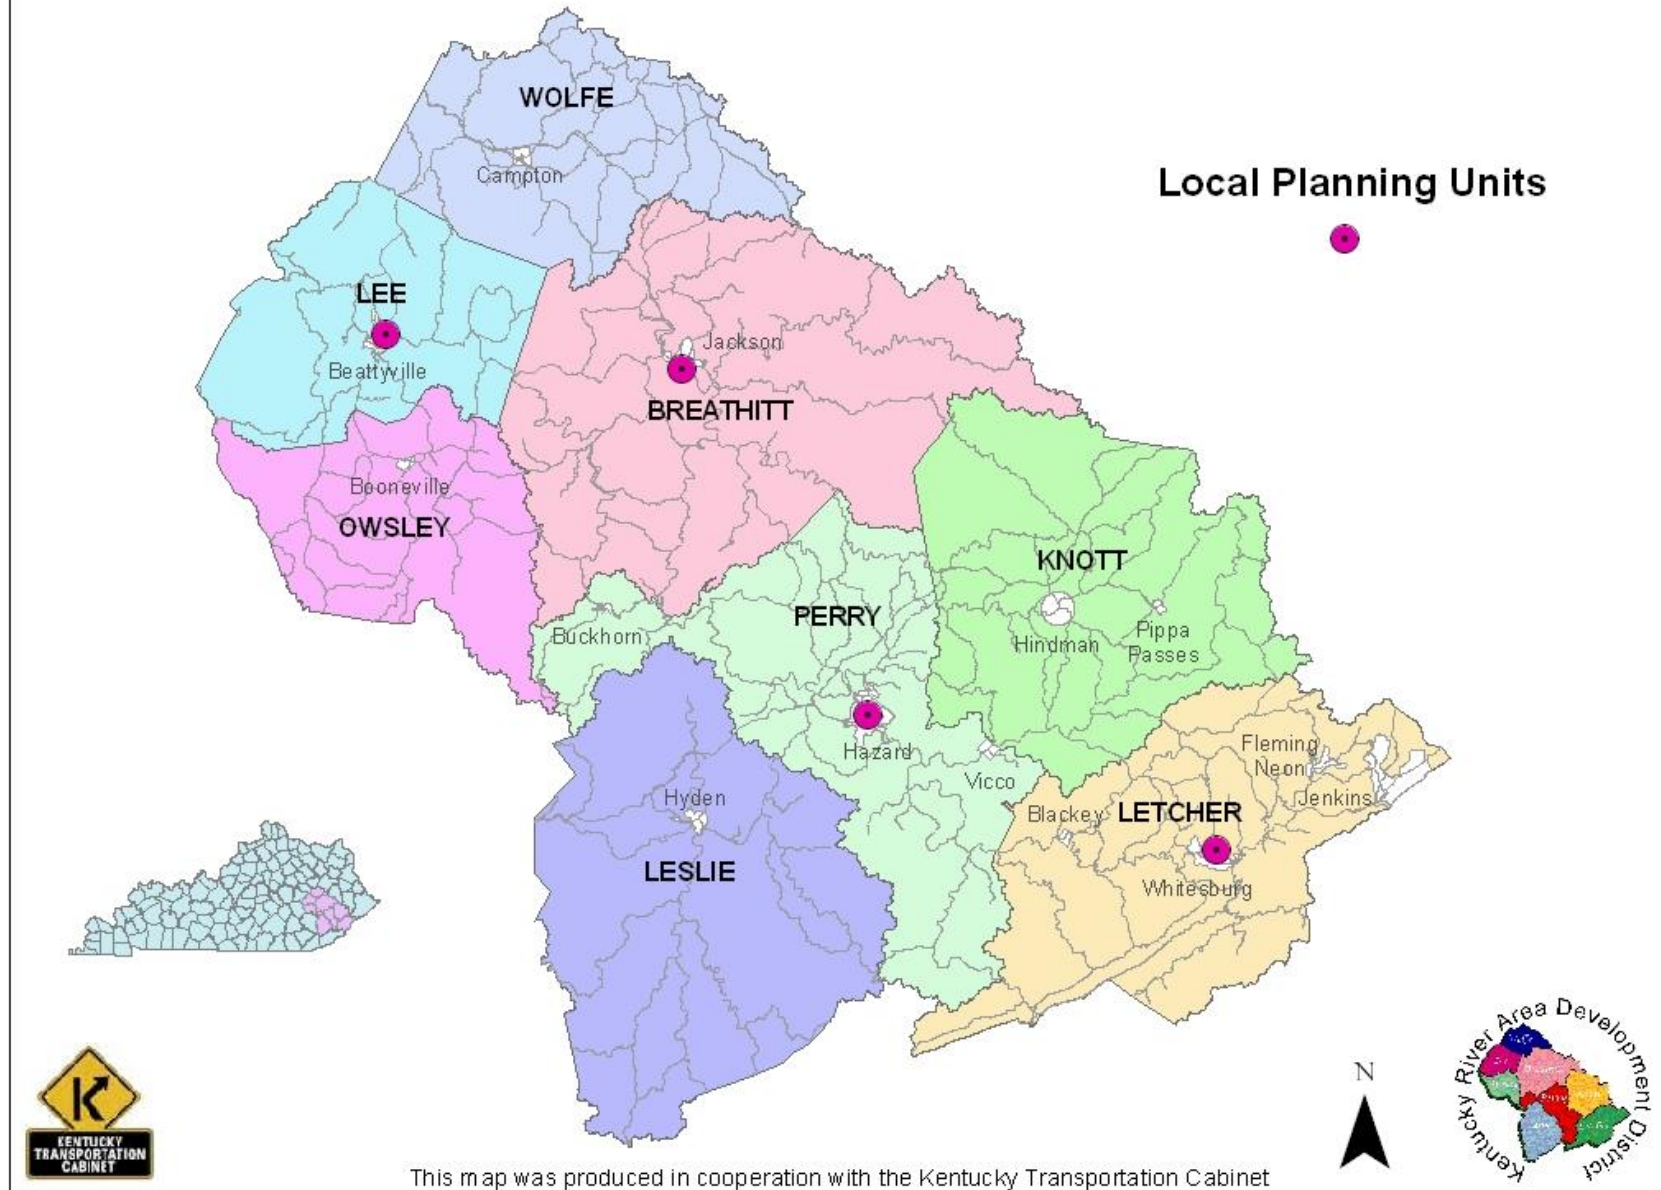 WOLFE
Campton
Local Planning Units
LEE
Beattyville
Jackson
BREATHITT
Booneville
OWSLEY
KNOTT
Hindman
Pippa
Passes
PERRY
Buckhorn
Hazard
Vicco
Fleming
Neon
Jenkins
Blackey
LETCHER
Whitesburg
Hyden
LESLIE
K
KENTUCKY
TRANSPORTATION
CABINET
N
Kentucky River Area Development District
This map was produced in cooperation with the Kentucky Transportation Cabinet